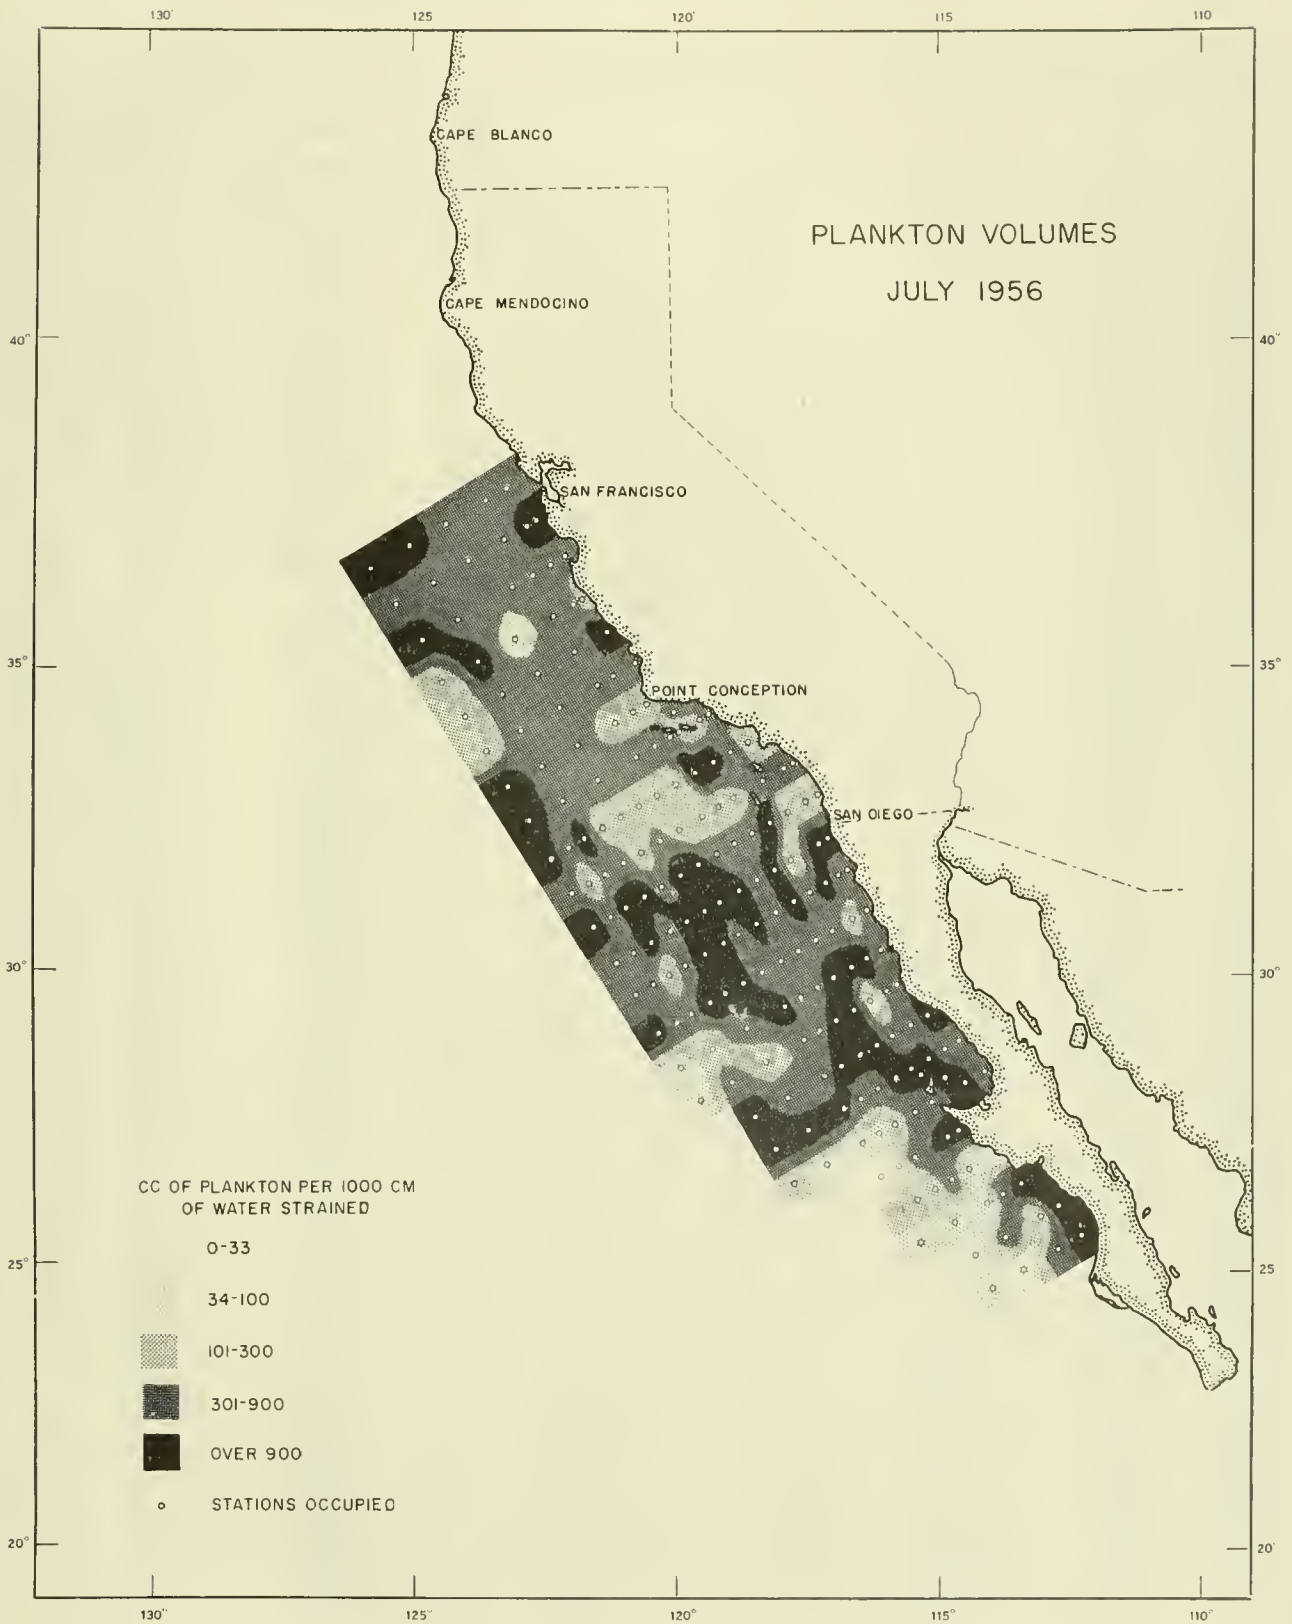 130° 125° 120° 115 110
CAPE BLANCO
PLANKTON VOLUMES
JULY 1956
CAPE MENDOCINO
40° 40°
SAN FRANCISCO
35° 35°
POINT CONCEPTION
SAN DIEGO
30° 30°
CC OF PLANKTON PER 1000 CM
OF WATER STRAINED
0-33
25° 25
34-100
101-300
301-900
OVER 900
STATIONS OCCUPIED
20° 20°
130° 125° 120° 115° 110°